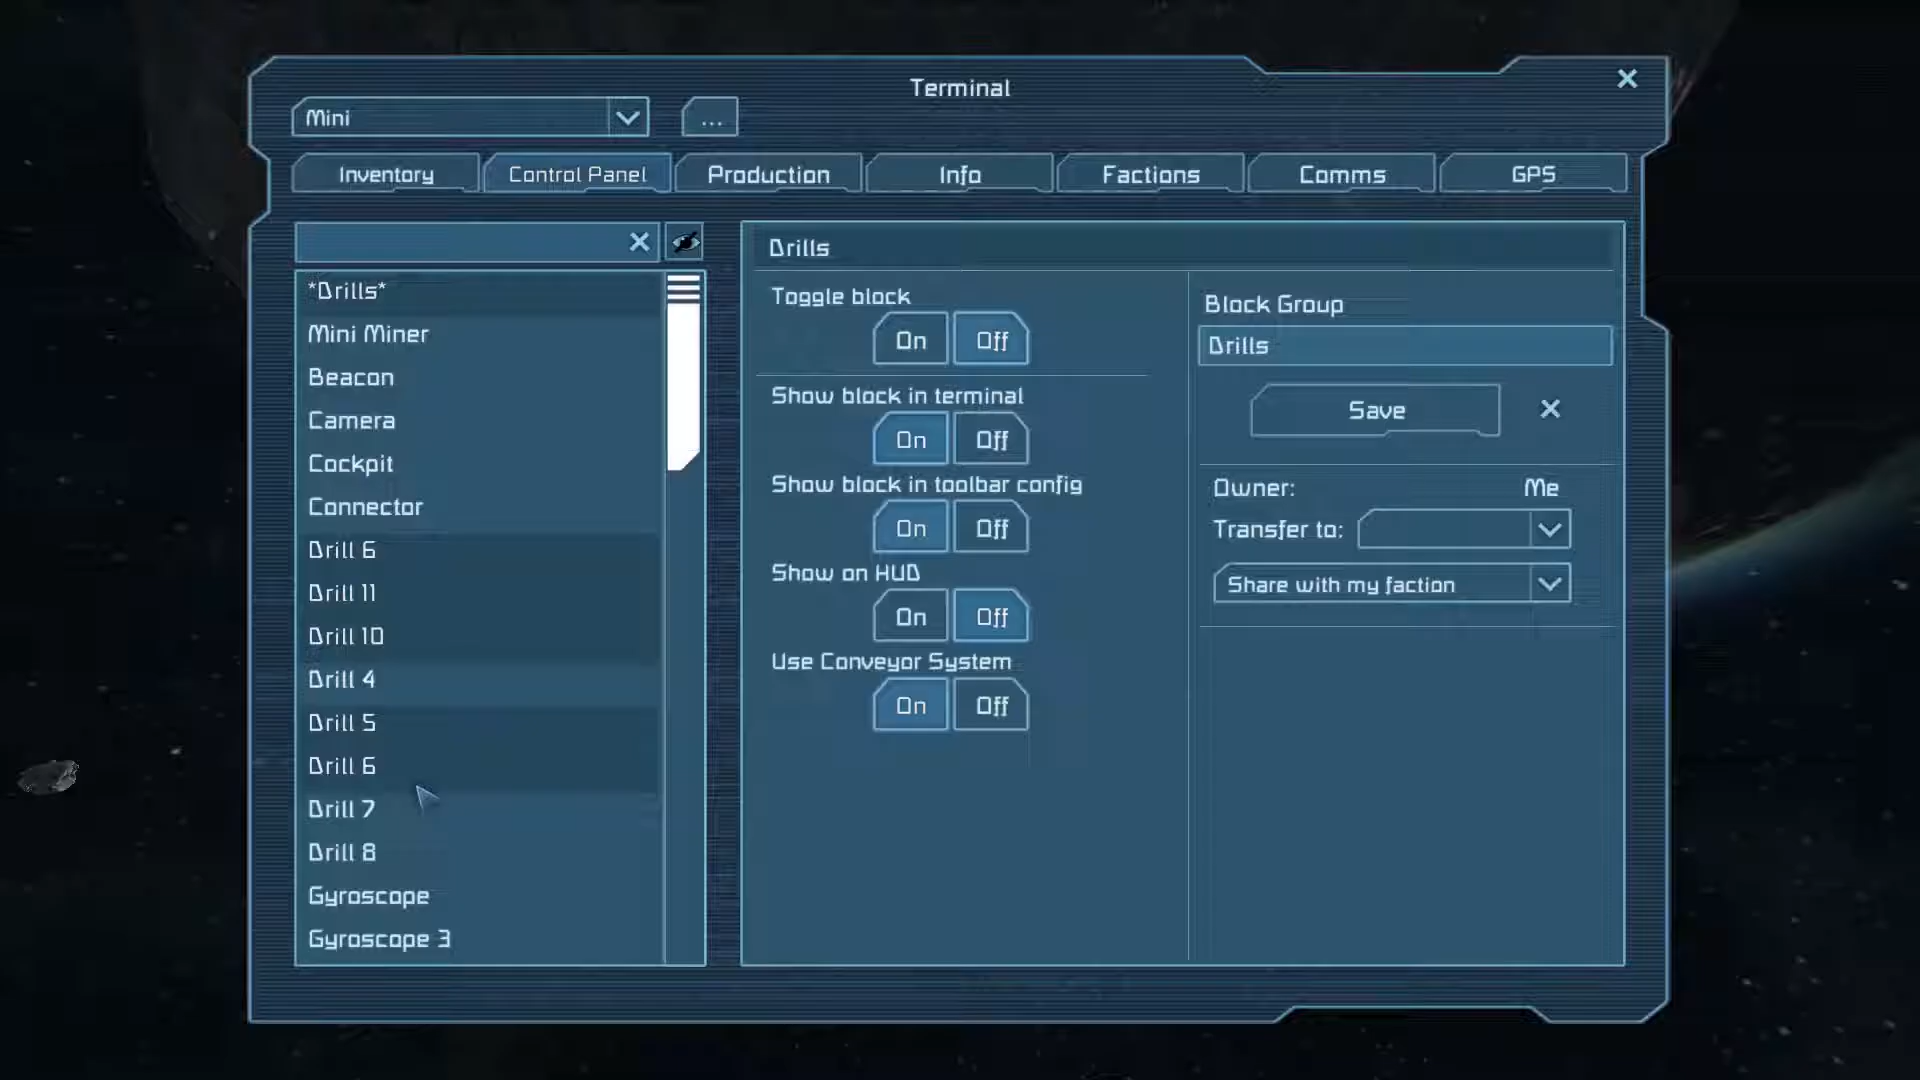 Terminal
Mini
...
Inventory
Control Panel
Production
Info
Factions
Comms
GPS
*Drills*
Mini Miner
Beacon
Camera
Cockpit
Connector
Drill 6
Drill 11
Drill 10
Drill 4
Drill 5
Drill 6
Drill 7
Drill 8
Gyroscope
Gyroscope 3
Drills
Toggle block
On Off
Show block in terminal
On Off
Show block in toolbar config
On Off
Show on HUD
On Off
Use Conveyor System
On Off
Block Group
Drills
Save
Owner: Me
Transfer to:
Share with my faction